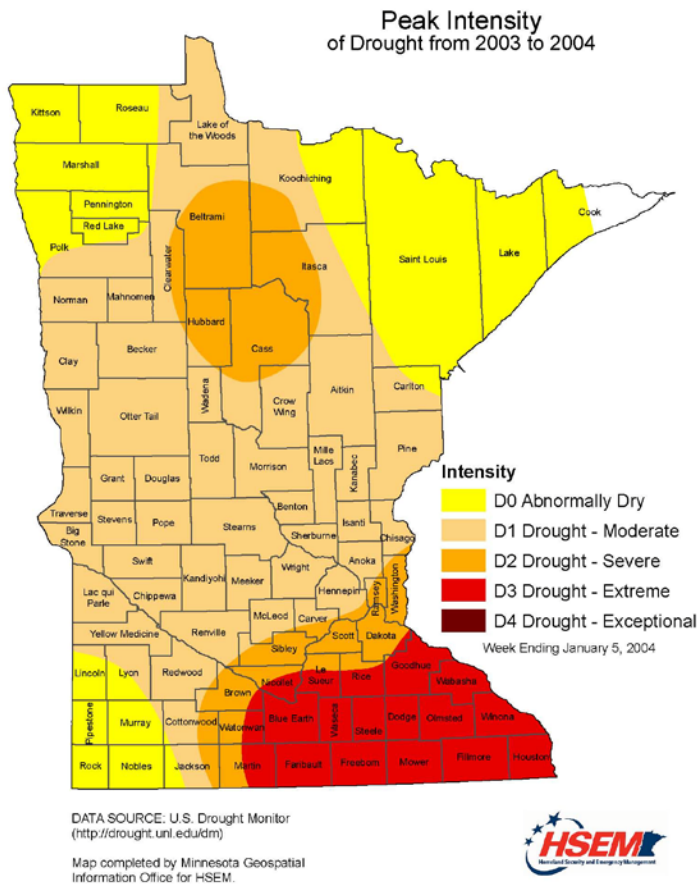 Peak Intensity
of Drought from 2003 to 2004
Kittson
Roseau
Lake of
the Woods
Marshall
Koochiching
Pennington
Red Lake
Beltrami
Cook
Polk
Clearwater
Itasca
Saint Louis
Lake
Norman
Mahnomen
Hubbard
Cass
Clay
Becker
Wadena
Crow
Wing
Aitkin
Carlton
Wilkin
Otter Tail
Todd
Morrison
Mille
Lacs
Kanabec
Pine
Grant
Douglas
Traverse
Big
Stone
Stevens
Pope
Stearns
Benton
Sherburne
Isanti
Chisago
Swift
Kandiyohi
Meeker
Wright
Anoka
Hennepin
Ramsey
Washington
Lac qui
Parle
Chippewa
McLeod
Carver
Yellow Medicine
Renville
Scott
Dakota
Sibley
Lincoln
Lyon
Redwood
Nicollet
Le
Sueur
Rice
Goodhue
Wabasha
Brown
Pipestone
Murray
Cottonwood
Watonwan
Blue Earth
Waseca
Steele
Dodge
Olmsted
Winona
Rock
Nobles
Jackson
Martin
Faribault
Freeborn
Mower
Fillmore
Houston
Intensity
D0 Abnormally Dry
D1 Drought - Moderate
D2 Drought - Severe
D3 Drought - Extreme
D4 Drought - Exceptional
Week Ending January 5, 2004
DATA SOURCE: U.S. Drought Monitor
(http://drought.unl.edu/dm)
Map completed by Minnesota Geospatial
Information Office for HSEM.
HSEM
Homeland Security and Emergency Management